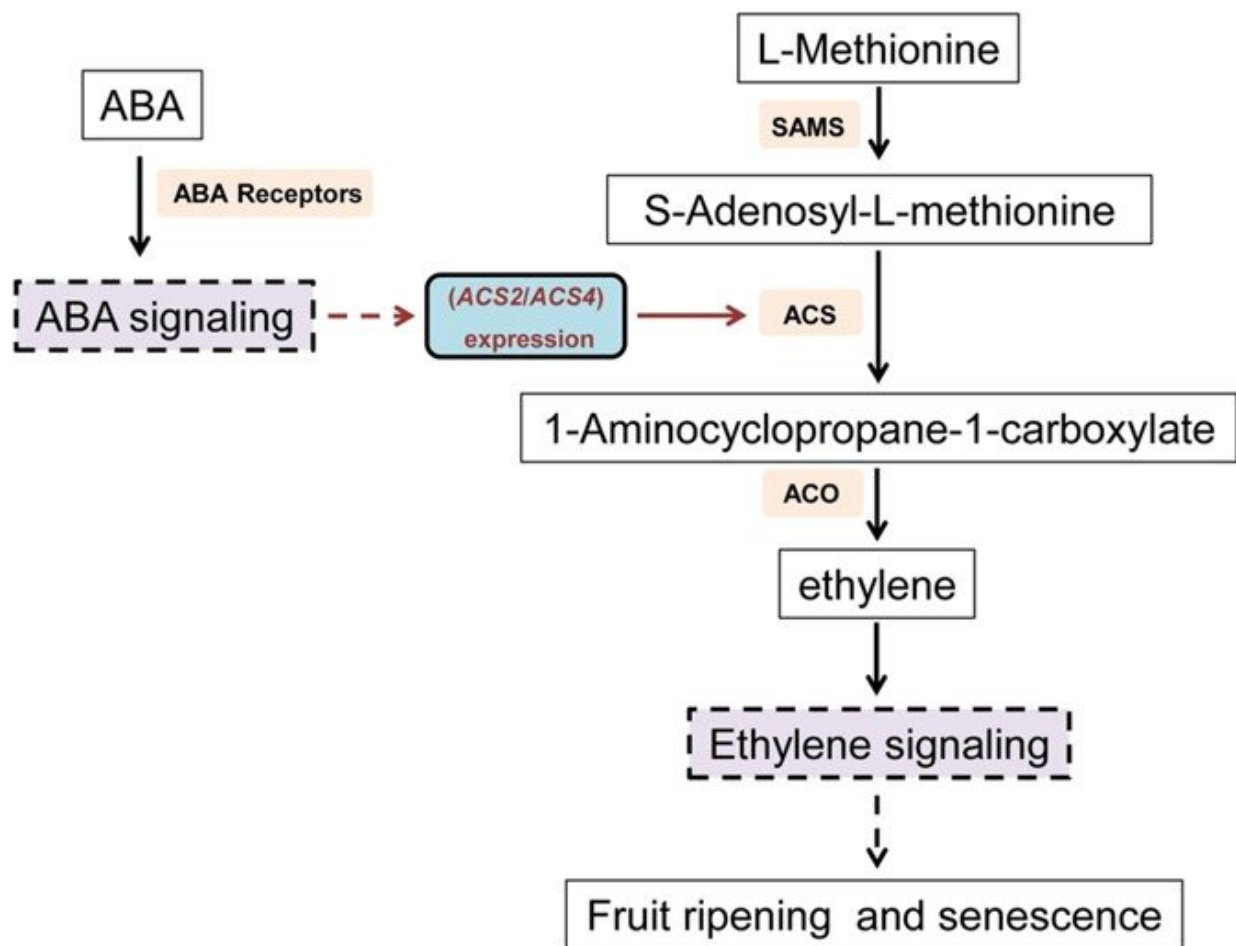 L-Methionine
ABA
SAMS
ABA Receptors
S-Adenosyl-L-methionine
ABA signaling
(ACS2/ACS4)
expression
ACS
1-Aminocyclopropane-1-carboxylate
ACO
ethylene
Ethylene signaling
Fruit ripening and senescence